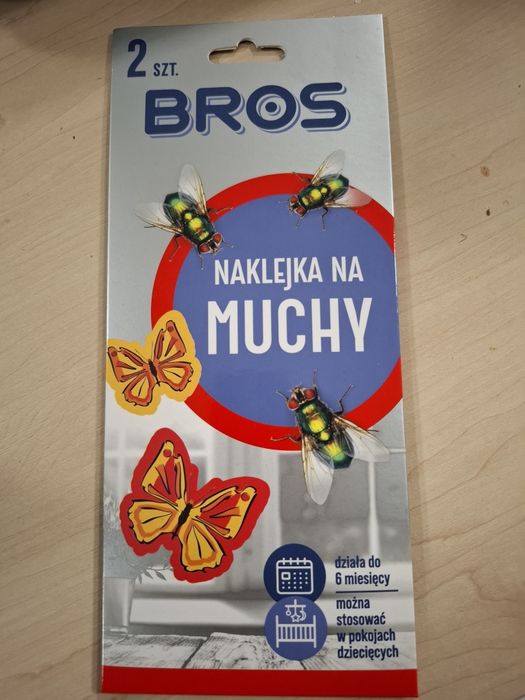 2 SZT.
BROS
NAKLEJKA NA
MUCHY
działa do
6 miesięcy
można
stosować
w pokojach
dziecięcych